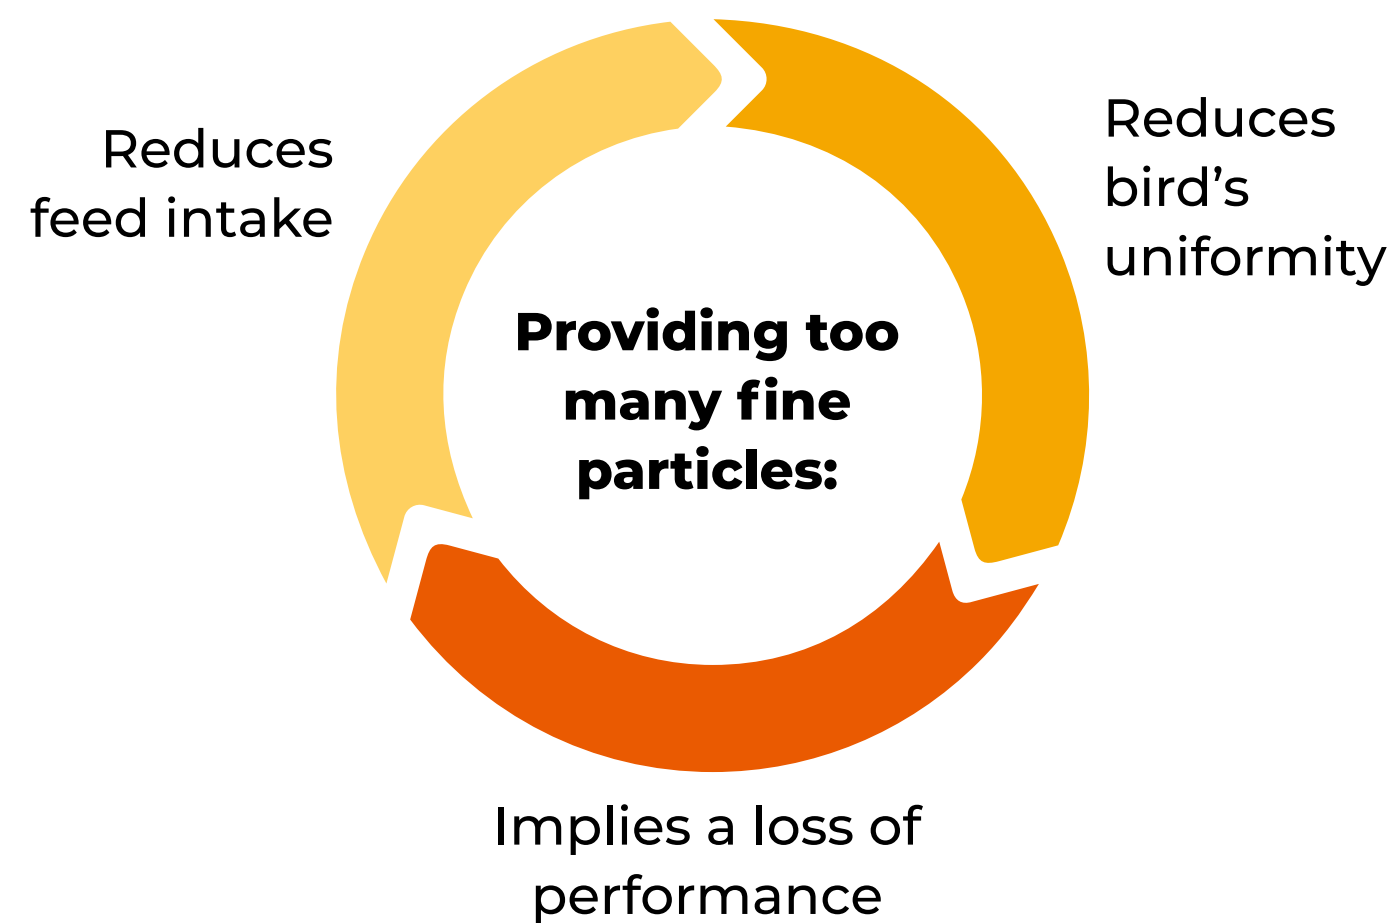 Reduces
feed intake
Reduces
bird’s
uniformity
Providing too
many fine
particles:
Implies a loss of
performance